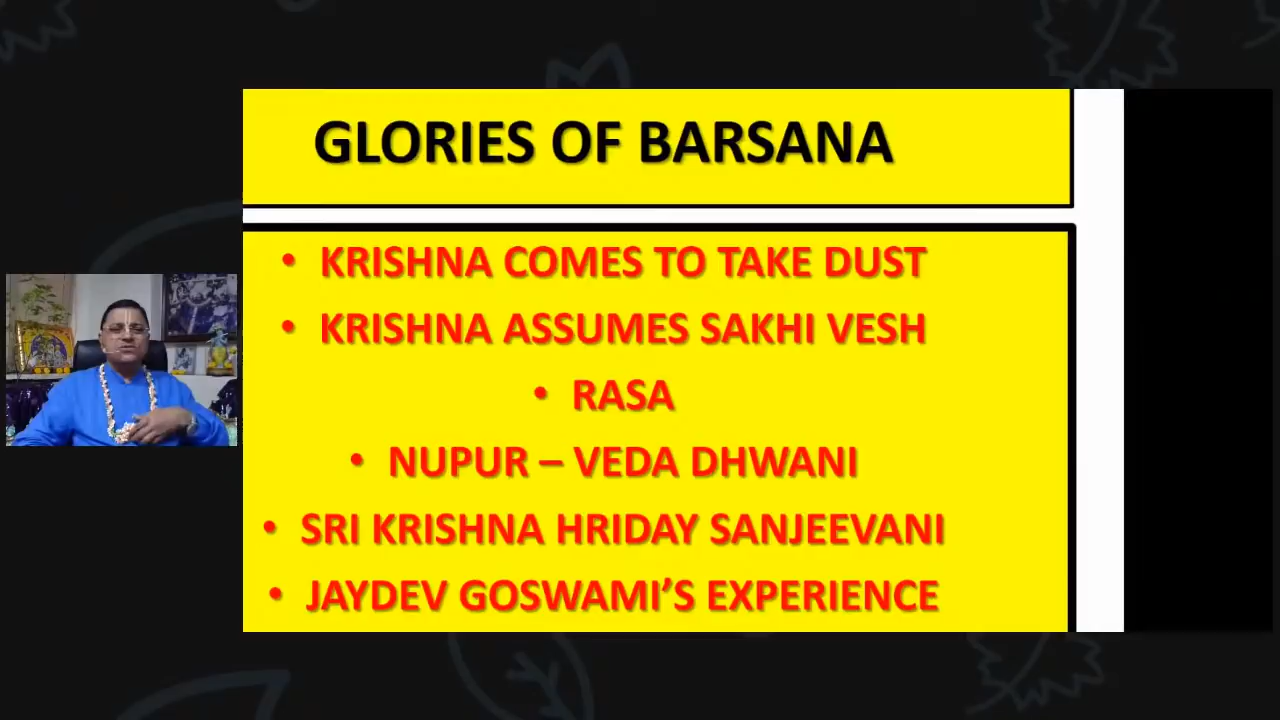 GLORIES OF BARSANA
• KRISHNA COMES TO TAKE DUST
• KRISHNA ASSUMES SAKHI VESH
• RASA
• NUPUR – VEDA DHWANI
• SRI KRISHNA HRIDAY SANJEEVANI
• JAYDEV GOSWAMI’S EXPERIENCE